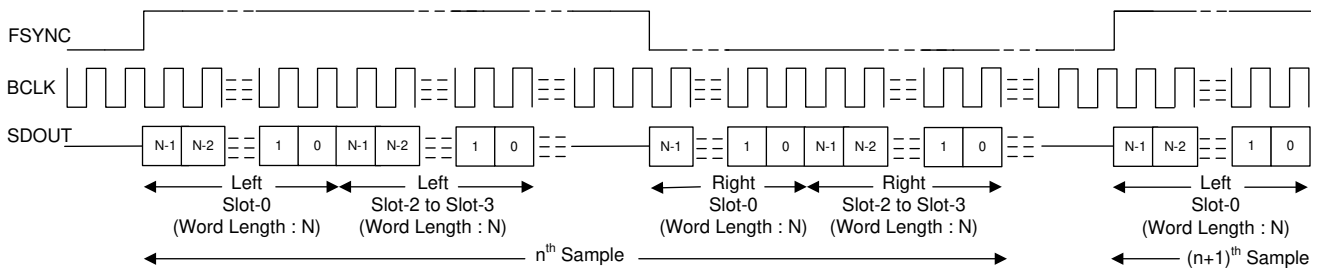 FSYNC
BCLK
SDOUT
N-1 N-2 1 0 N-1 N-2 1 0 N-1 1 0 N-1 N-2 1 0 N-1 N-2 1 0
Left Left Right Right Left
Slot-0 Slot-2 to Slot-3 Slot-0 Slot-2 to Slot-3 Slot-0
(Word Length : N) (Word Length : N) (Word Length : N) (Word Length : N) (Word Length : N)
nth Sample (n+1)th Sample